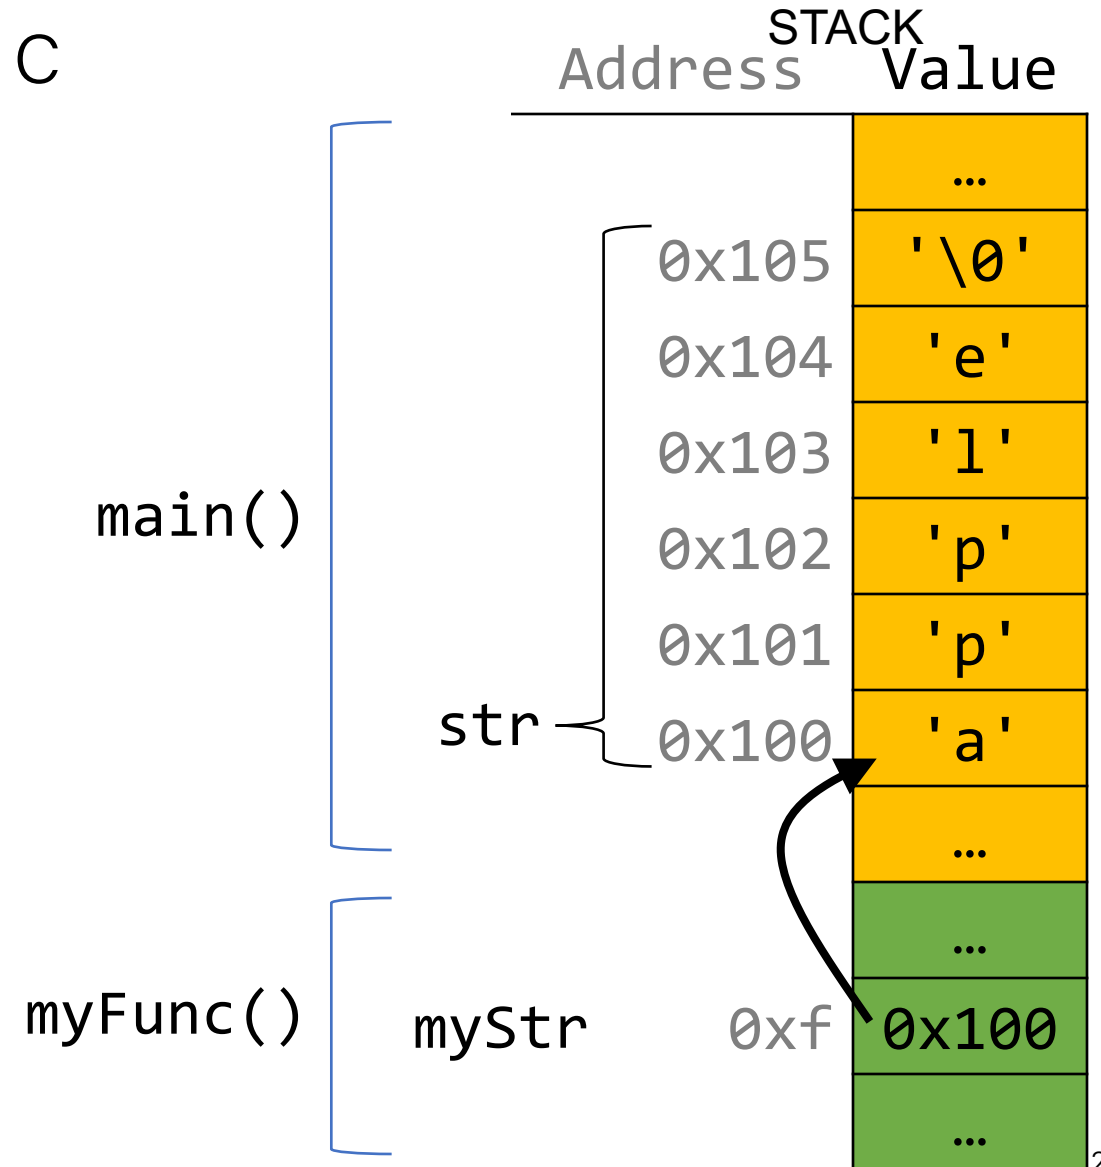 C
STACK
Address Value
…
0x105 '\0'
0x104 'e'
0x103 'l'
main()
0x102 'p'
0x101 'p'
str 0x100 'a'
…
…
myFunc() myStr 0xf 0x100
…